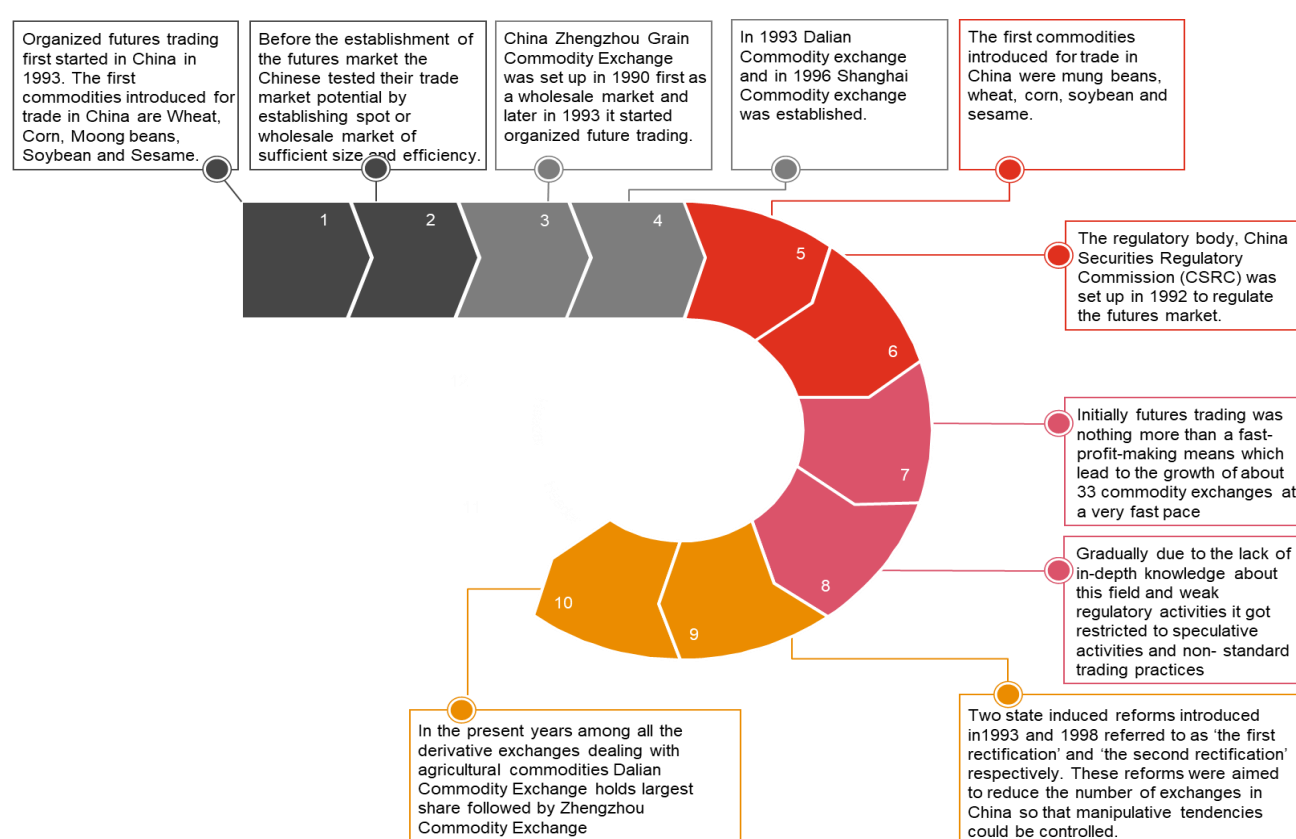 Organized futures trading
first started in China in
1993. The first
commodities introduced for
trade in China are Wheat,
Corn, Moong beans,
Soybean and Sesame.
Before the establishment of
the futures market the
Chinese tested their trade
market potential by
establishing spot or
wholesale market of
sufficient size and efficiency.
China Zhengzhou Grain
Commodity Exchange
was set up in 1990 first as
a wholesale market and
later in 1993 it started
organized future trading.
In 1993 Dalian
Commodity exchange
and in 1996 Shanghai
Commodity exchange
was established.
The first commodities
introduced for trade in
China were mung beans,
wheat, corn, soybean and
sesame.
1
2
3
4
5
The regulatory body, China
Securities Regulatory
Commission (CSRC) was
set up in 1992 to regulate
the futures market.
6
Initially futures trading was
nothing more than a fast-
profit-making means which
lead to the growth of about
33 commodity exchanges at
a very fast pace
7
Gradually due to the lack of
in-depth knowledge about
this field and weak
regulatory activities it got
restricted to speculative
activities and non- standard
trading practices
8
9
10
Two state induced reforms introduced
in1993 and 1998 referred to as ‘the first
rectification’ and ‘the second rectification’
respectively. These reforms were aimed
to reduce the number of exchanges in
China so that manipulative tendencies
could be controlled.
In the present years among all the
derivative exchanges dealing with
agricultural commodities Dalian
Commodity Exchange holds largest
share followed by Zhengzhou
Commodity Exchange